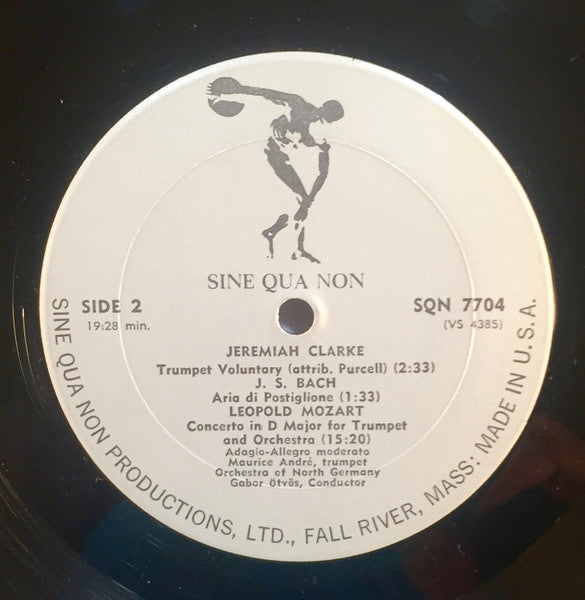 SINE QUA NON
SIDE 2
19:28 min.
SQN 7704
(VS 4385)
JEREMIAH CLARKE
Trumpet Voluntary (attrib. Purcell) (2:33)
J. S. BACH
Aria di Postiglione (1:33)
LEOPOLD MOZART
Concerto in D Major for Trumpet
and Orchestra (15:20)
Adagio-Allegro moderato
Maurice André, trumpet
Orchestra of North Germany
Gabor Ötvös, Conductor
SINE QUA NON PRODUCTIONS, LTD., FALL RIVER, MASS: MADE IN U.S.A.